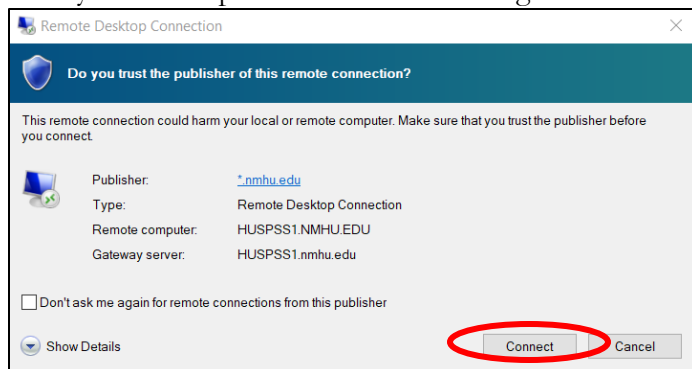 Remote Desktop Connection
Do you trust the publisher of this remote connection?
This remote connection could harm your local or remote computer. Make sure that you trust the publisher before
you connect.
Publisher: *.nmhu.edu
Type: Remote Desktop Connection
Remote computer: HUSPSS1.NMHU.EDU
Gateway server: HUSPSS1.nmhu.edu
Don't ask me again for remote connections from this publisher
Show Details Connect Cancel